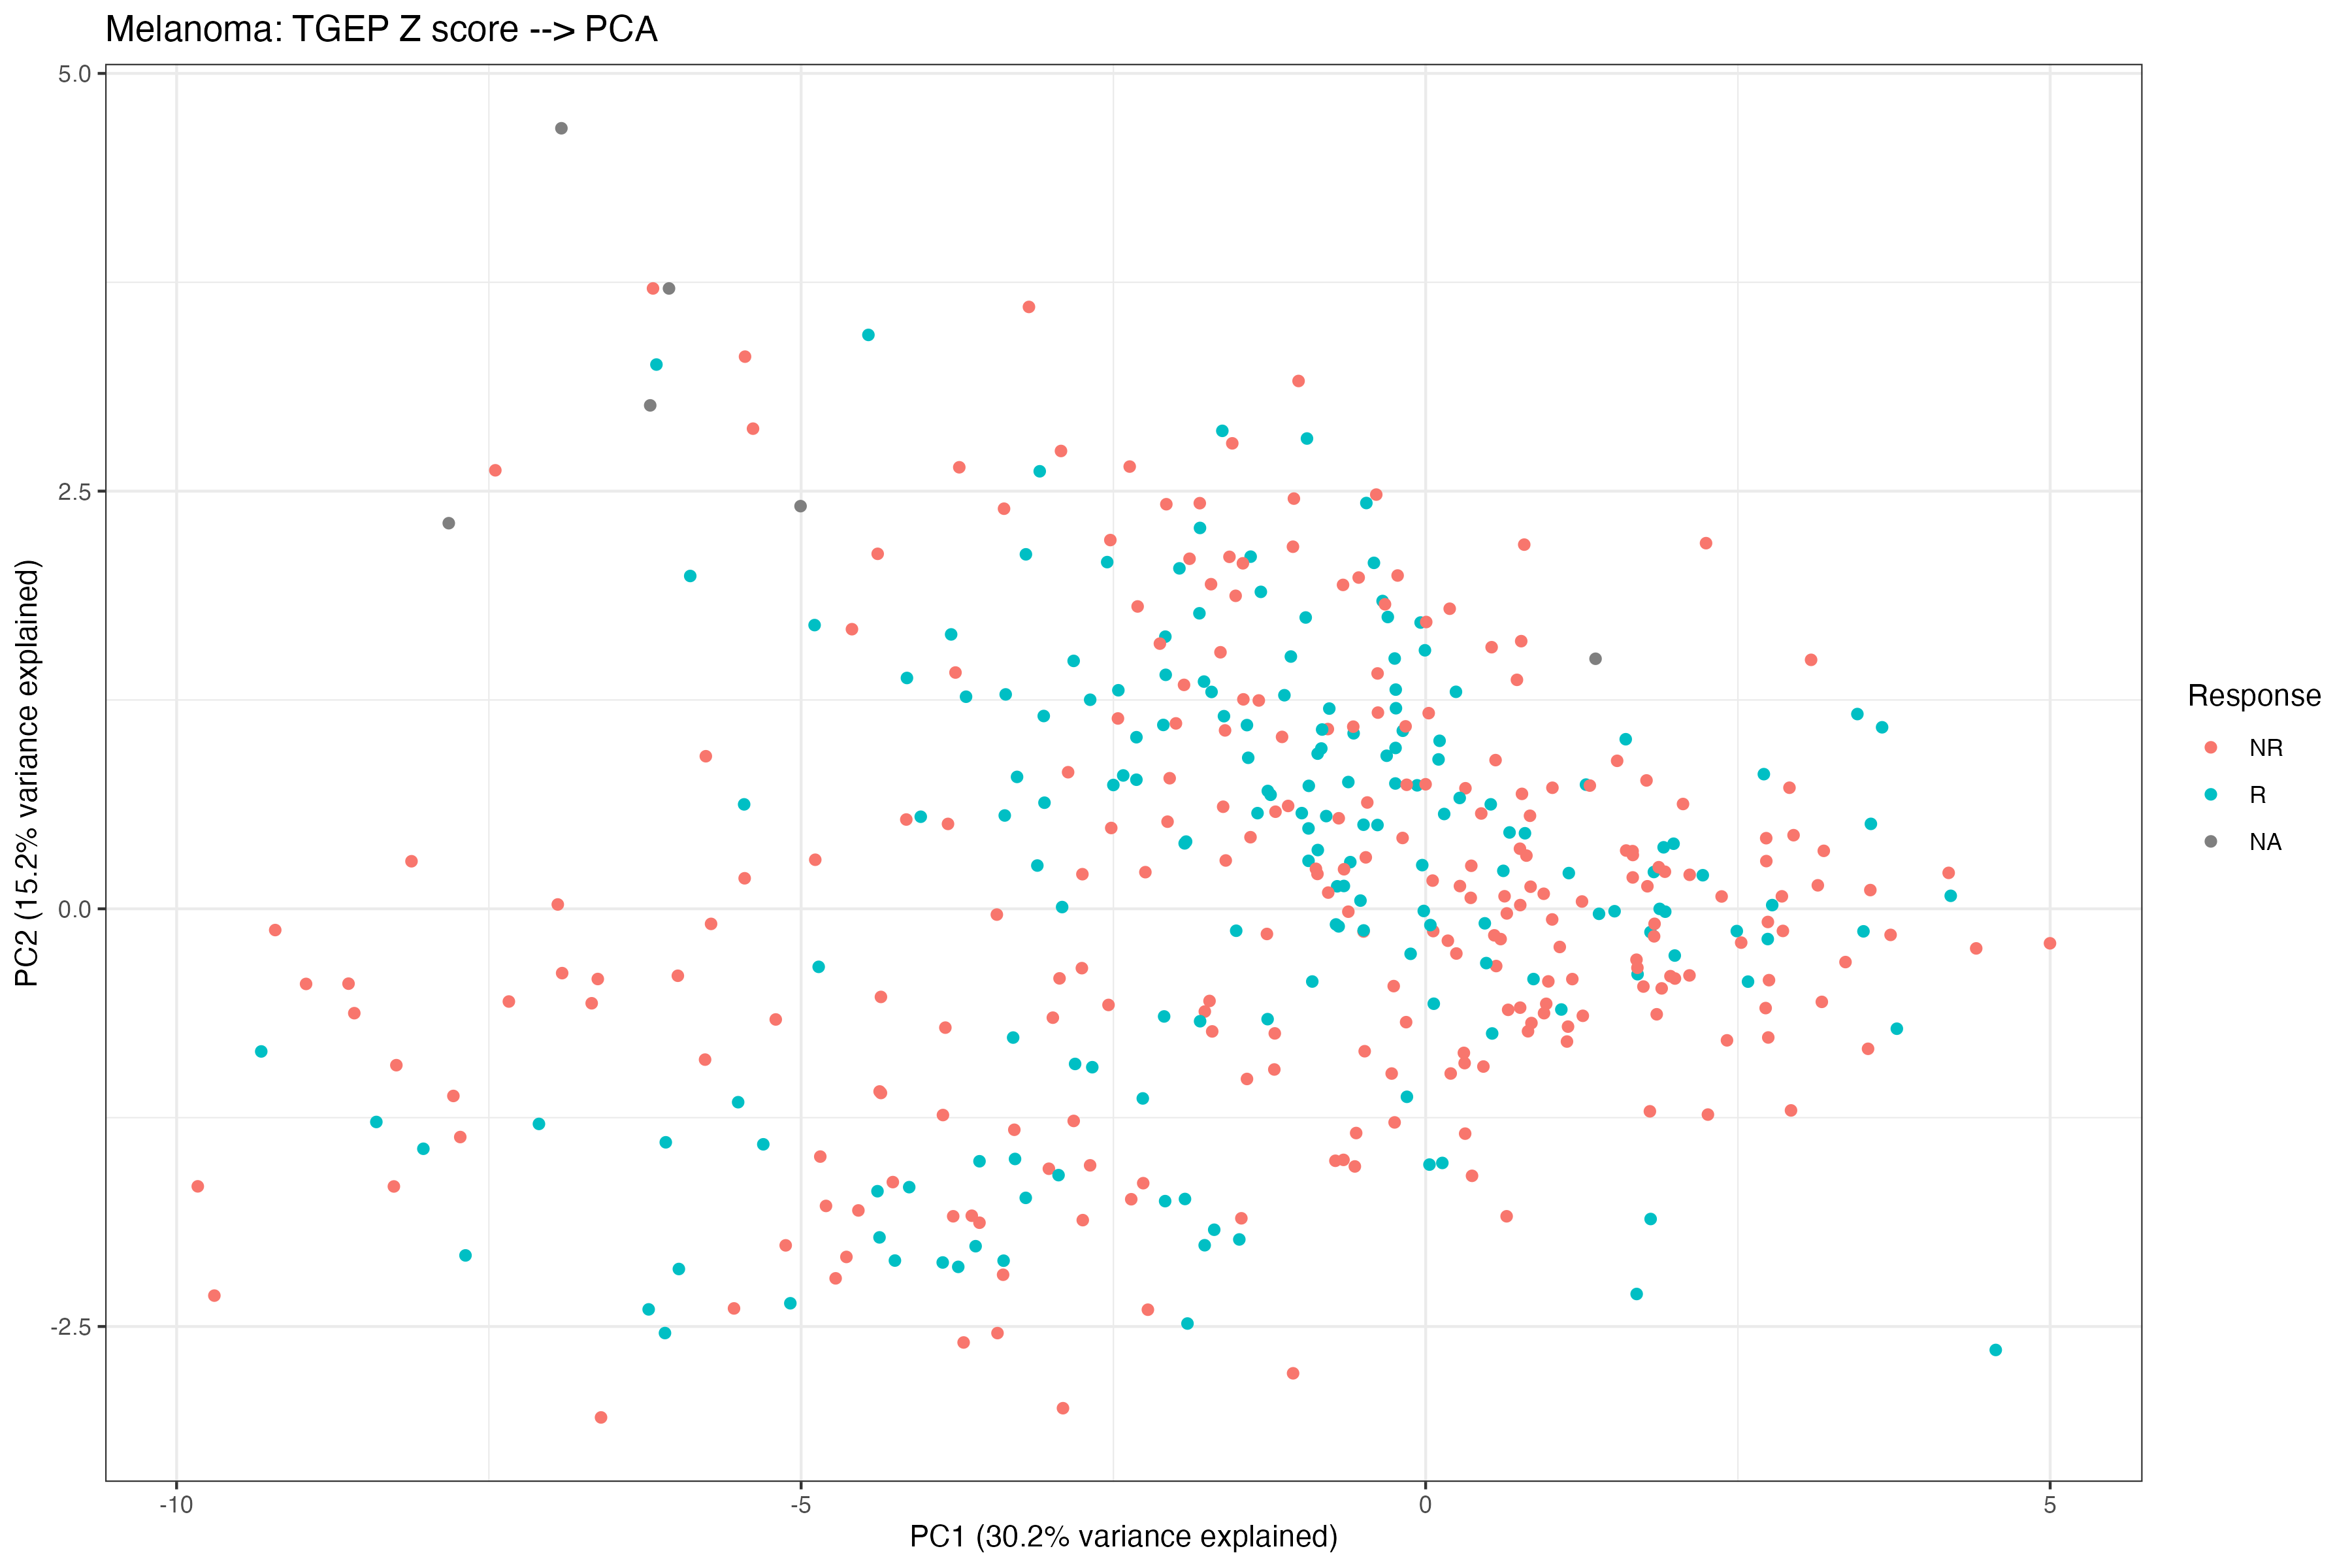 Melanoma: TGEP Z score --> PCA
5.0
2.5
0.0
-2.5
PC2 (15.2% variance explained)
-10
-5
0
5
PC1 (30.2% variance explained)
Response
NR
R
NA